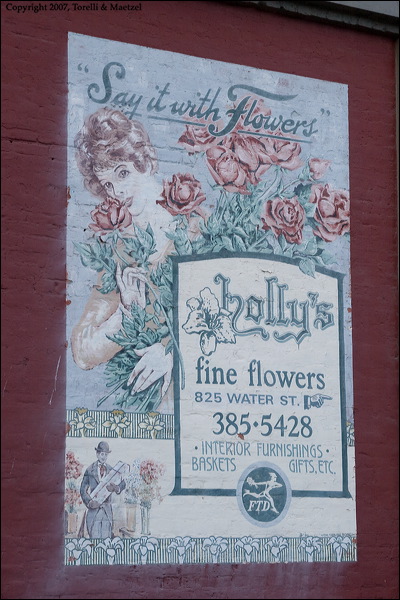 Copyright 2007, Torelli & Maetzel
"Say it with Flowers"
holly's
fine flowers
825 WATER ST.
385·5428
·INTERIOR FURNISHINGS·
BASKETS GIFTS, ETC.
FTD